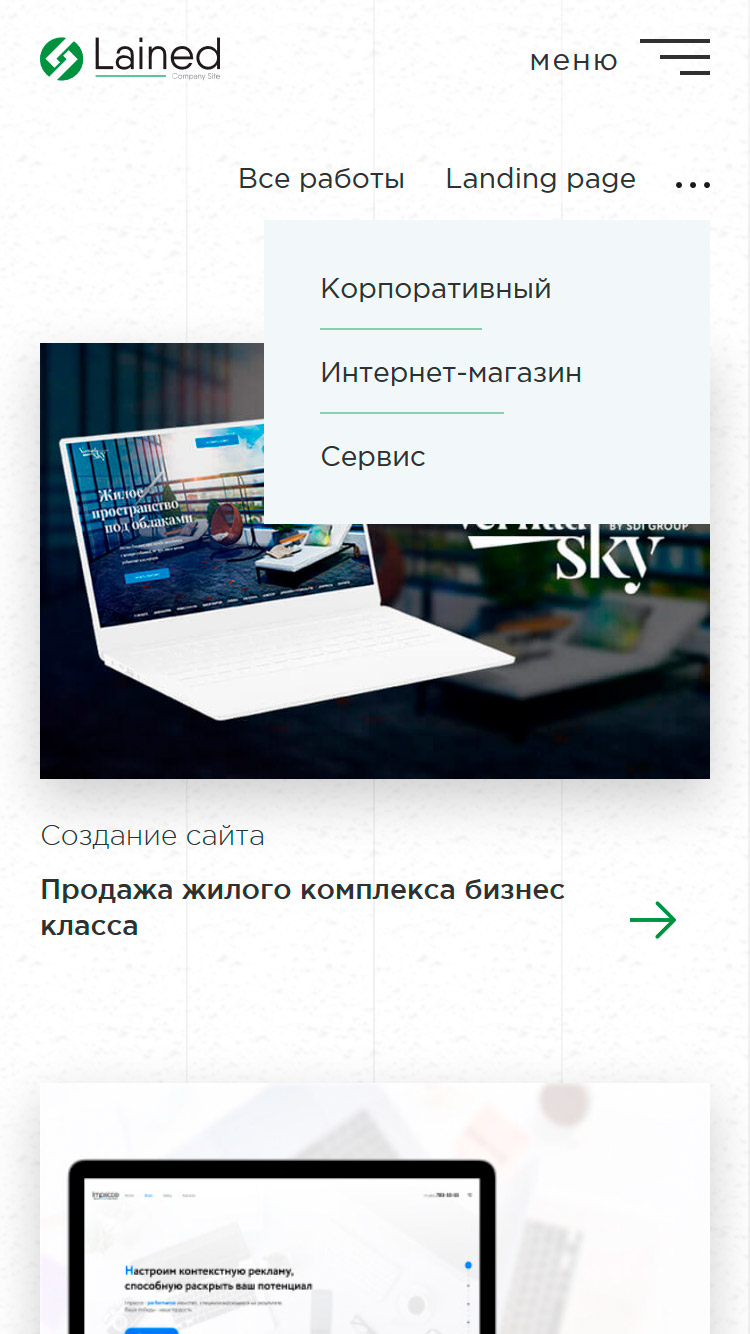 Lained
Company Site
меню
Все работы
Landing page
Корпоративный
Интернет-магазин
Сервис
Жилое
пространство
под облаками
BY SDI GROUP
sky
Создание сайта
Продажа жилого комплекса бизнес
класса
Настроим контекстную рекламу,
способную раскрыть ваш потенциал